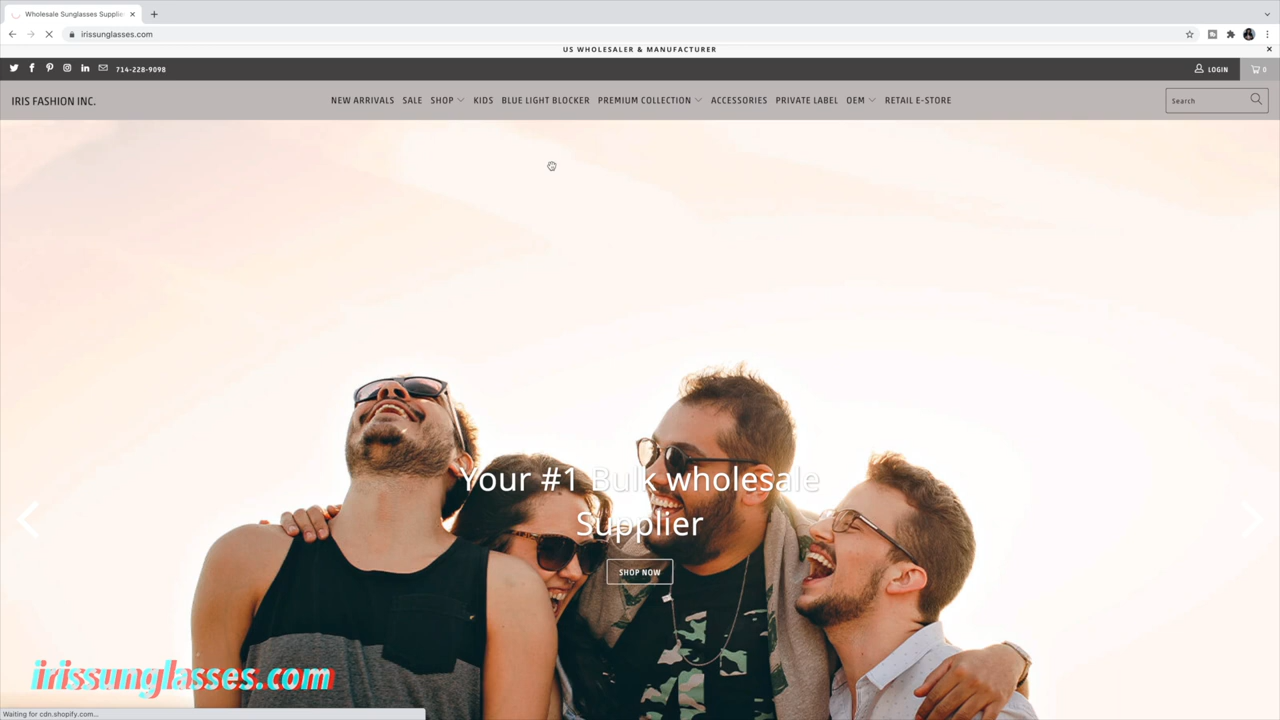 Wholesale Sunglasses Supplie
irissunglasses.com
US WHOLESALER & MANUFACTURER
714-228-9098
LOGIN
0
IRIS FASHION INC.
NEW ARRIVALS
SALE
SHOP
KIDS
BLUE LIGHT BLOCKER
PREMIUM COLLECTION
ACCESSORIES
PRIVATE LABEL
OEM
RETAIL E-STORE
Search
Your #1 Bulk wholesale
Supplier
SHOP NOW
irissunglasses.com
Waiting for cdn.shopify.com...